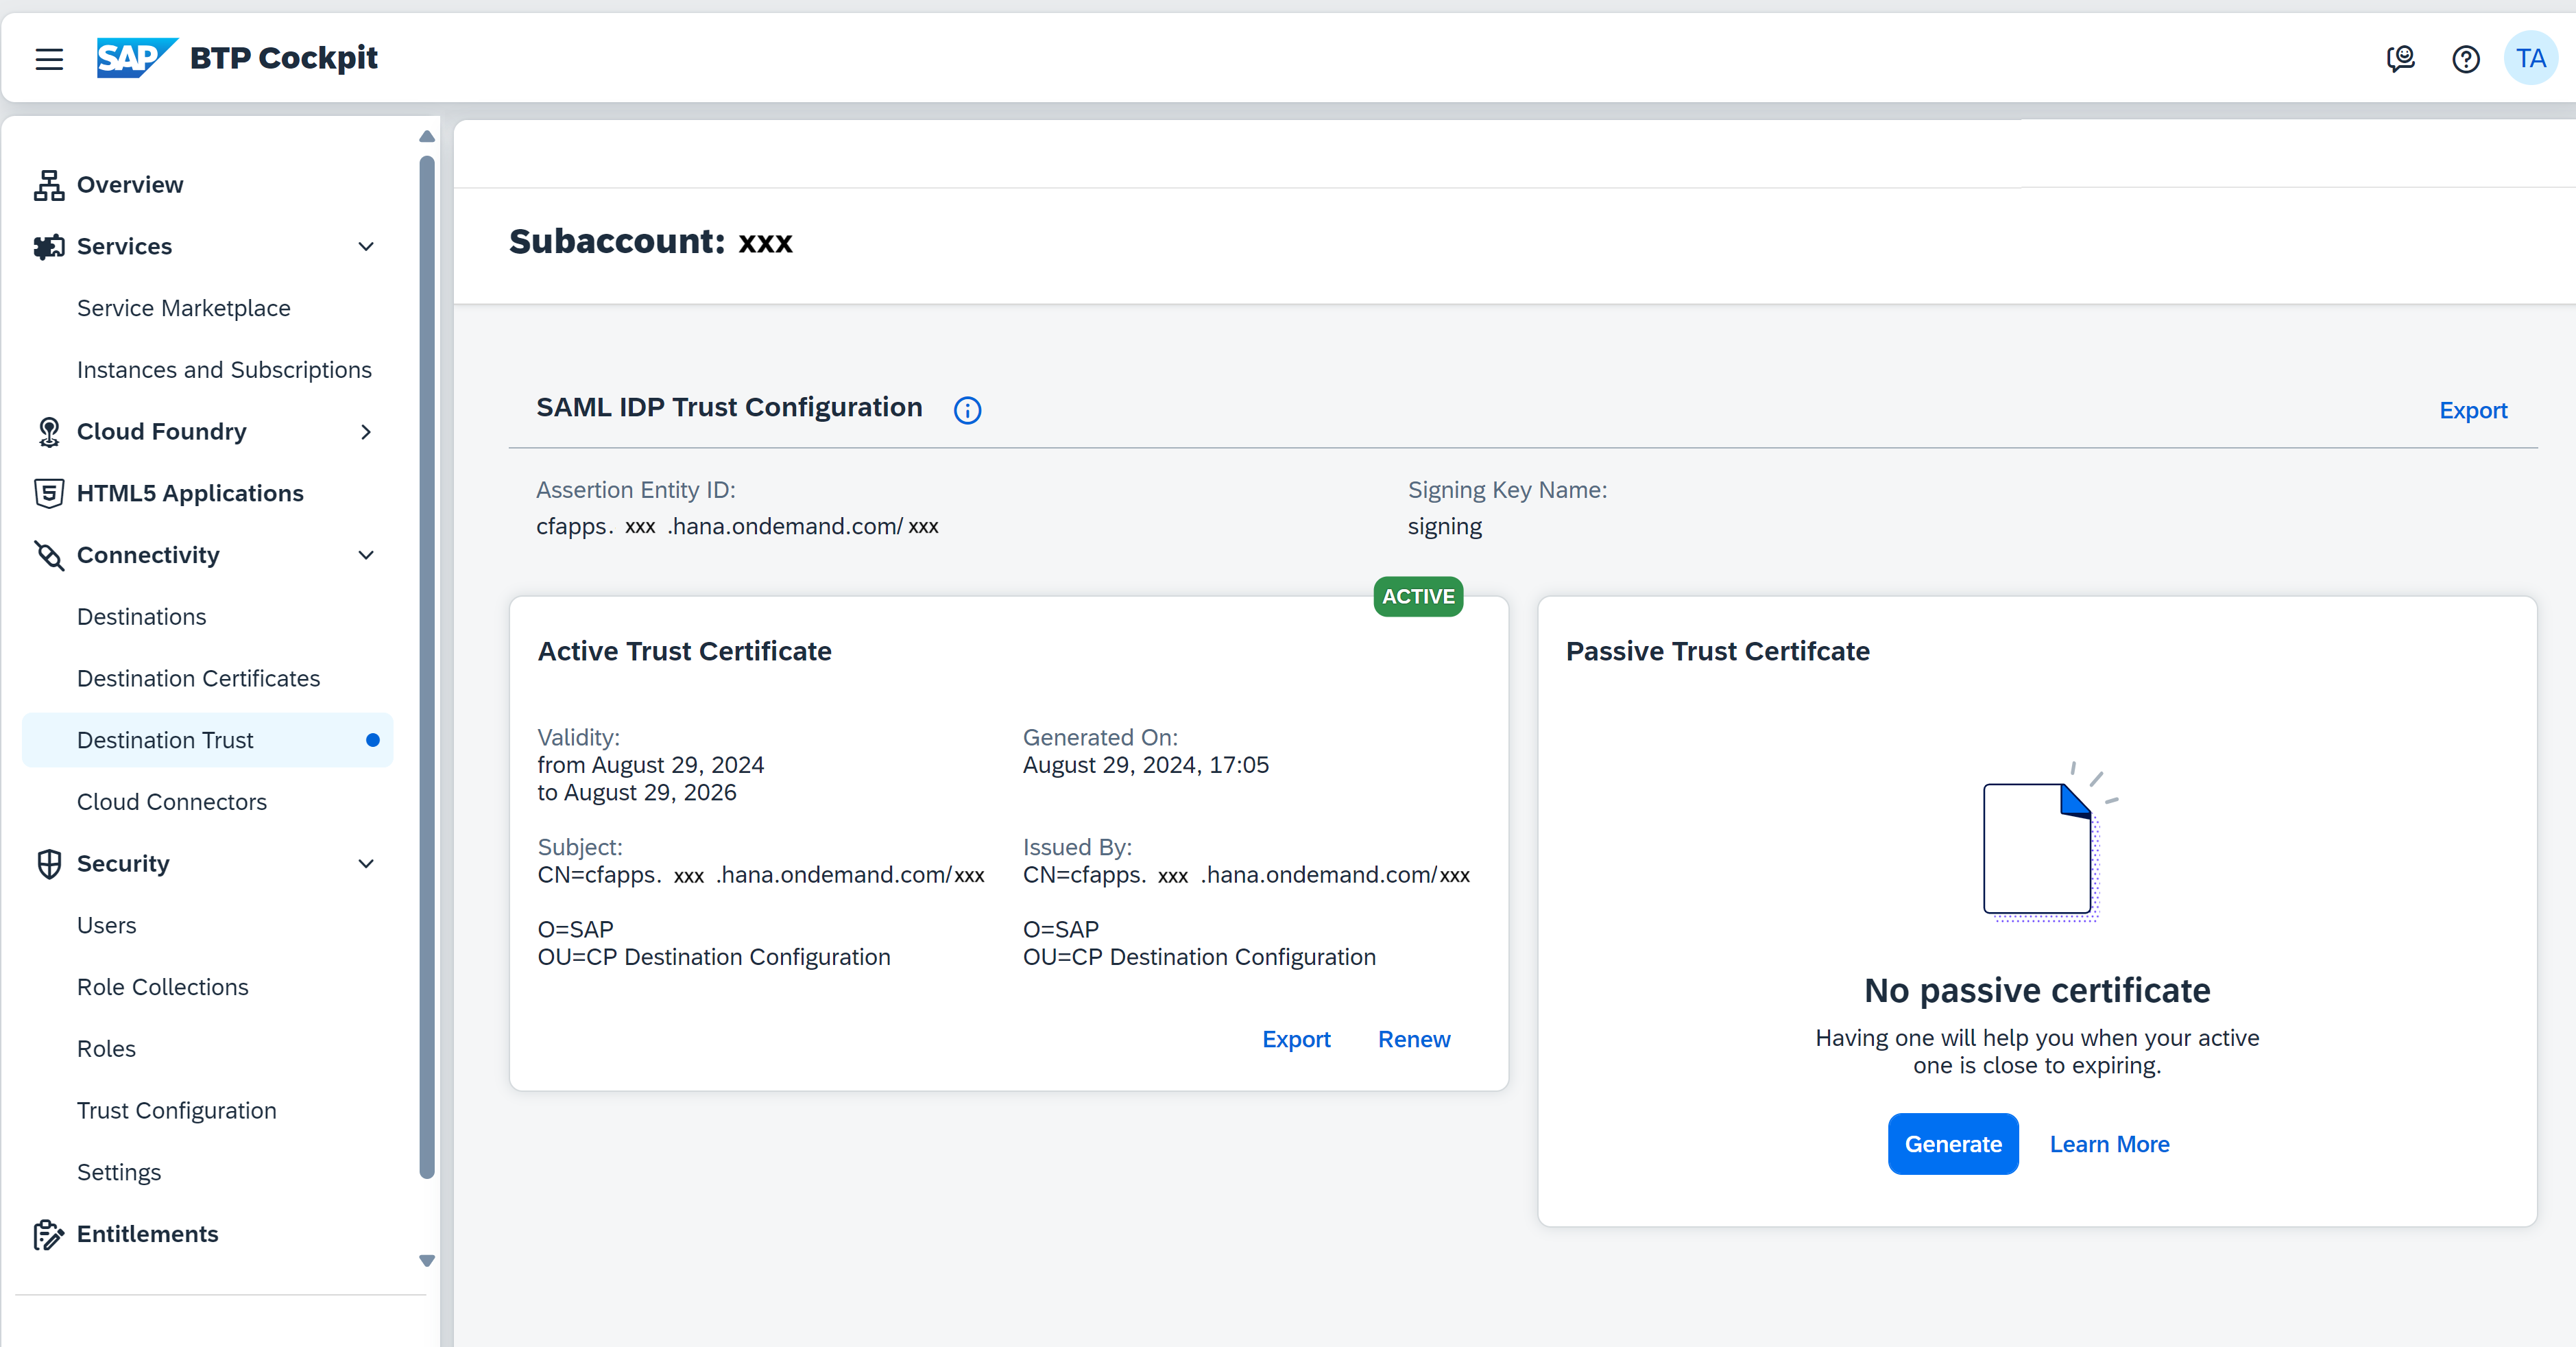 SAP BTP Cockpit
TA
Overview
Services
Service Marketplace
Instances and Subscriptions
Cloud Foundry
HTML5 Applications
Connectivity
Destinations
Destination Certificates
Destination Trust
Cloud Connectors
Security
Users
Role Collections
Roles
Trust Configuration
Settings
Entitlements
Subaccount: xxx
SAML IDP Trust Configuration
Export
Assertion Entity ID:
cfapps. xxx .hana.ondemand.com/ xxx
Signing Key Name:
signing
ACTIVE
Active Trust Certificate
Validity:
from August 29, 2024
to August 29, 2026
Generated On:
August 29, 2024, 17:05
Subject:
CN=cfapps. xxx .hana.ondemand.com/xxx
O=SAP
OU=CP Destination Configuration
Issued By:
CN=cfapps. xxx .hana.ondemand.com/xxx
O=SAP
OU=CP Destination Configuration
Export Renew
Passive Trust Certifcate
No passive certificate
Having one will help you when your active
one is close to expiring.
Generate Learn More